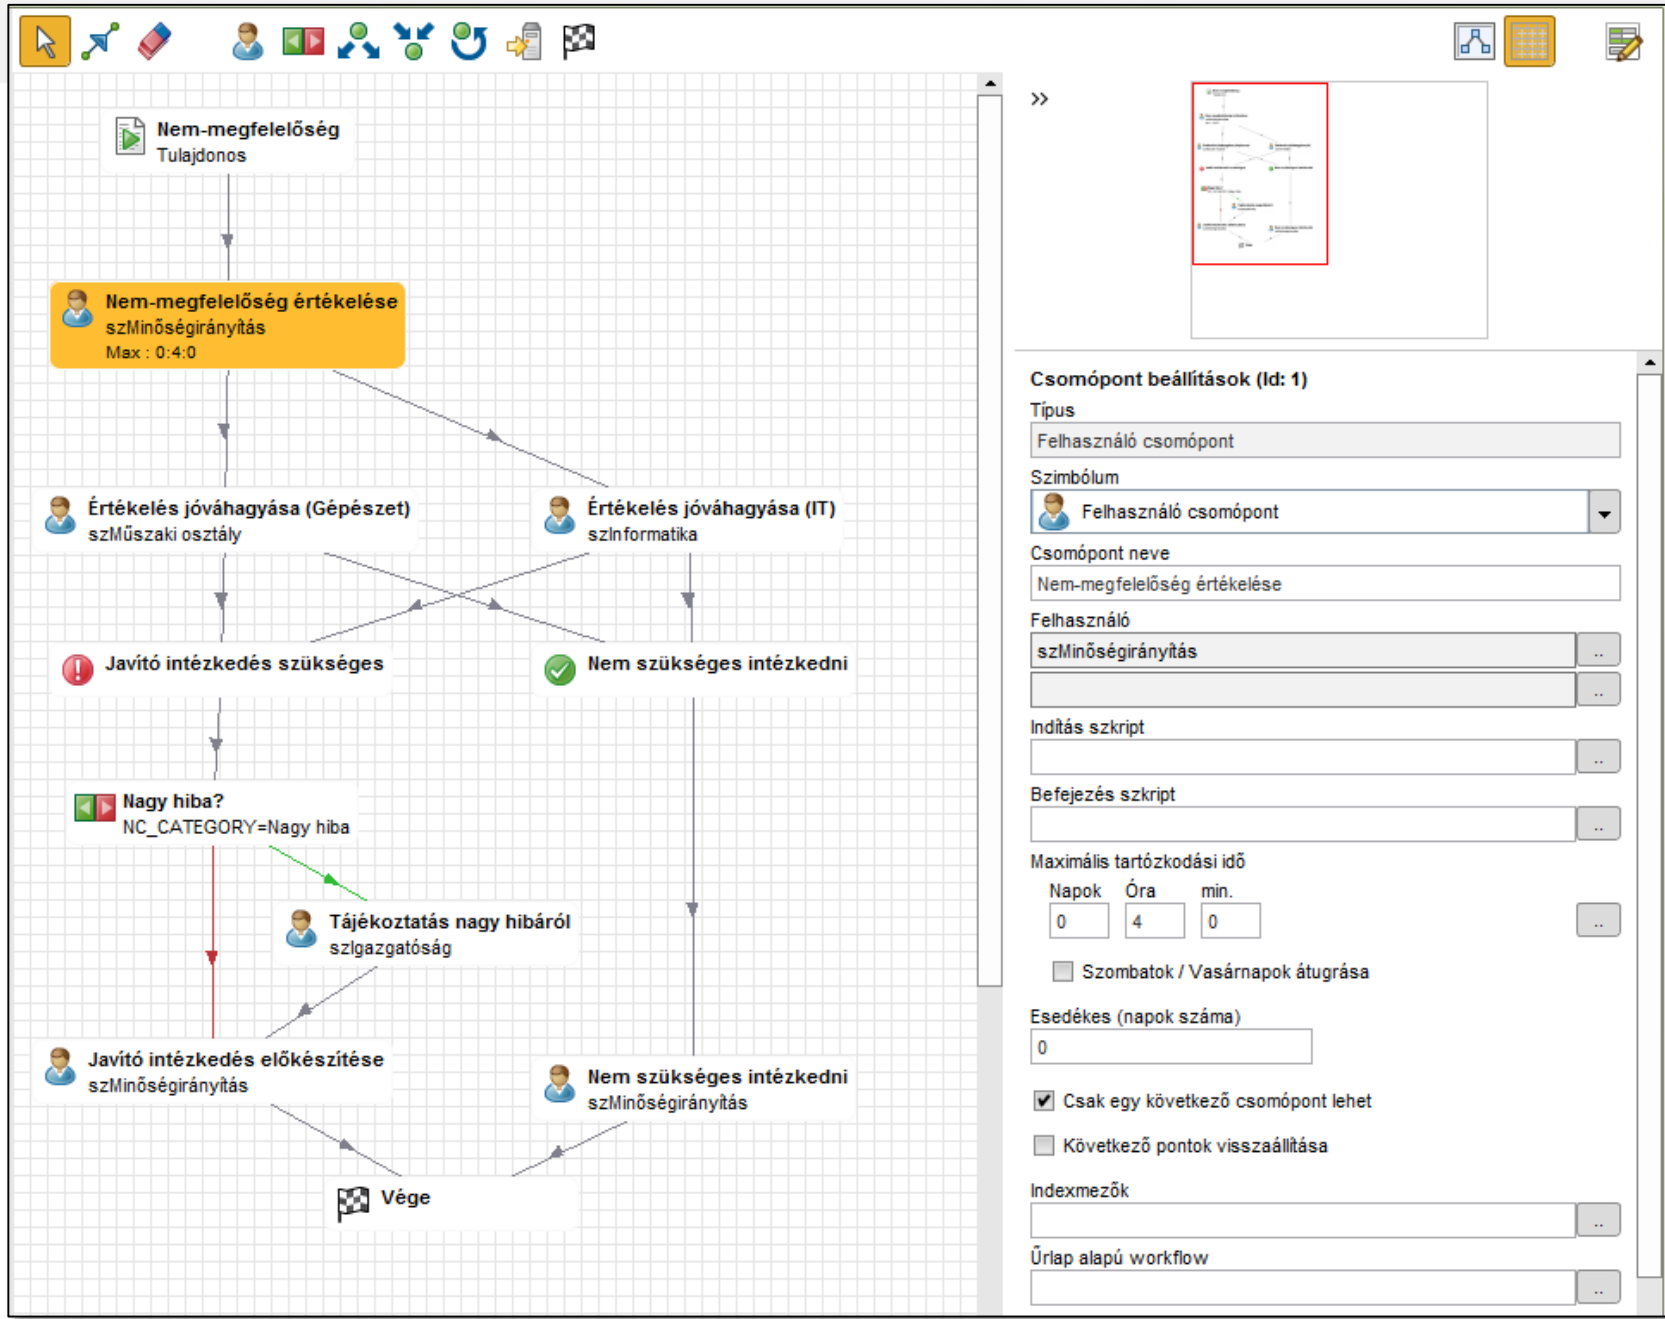 Nem-megfelelőség
Tulajdonos
Nem-megfelelőség értékelése
szMinőségirányítás
Max : 0:4:0
Értékelés jóváhagyása (Gépészet)
szMűszaki osztály
Értékelés jóváhagyása (IT)
szInformatika
Javító intézkedés szükséges
Nem szükséges intézkedni
Nagy hiba?
NC_CATEGORY=Nagy hiba
Tájékoztatás nagy hibáról
szIgazgatóság
Javító intézkedés előkészítése
szMinőségirányítás
Nem szükséges intézkedni
szMinőségirányítás
Vége
>>
Csomópont beállítások (Id: 1)
Típus
Felhasználó csomópont
Szimbólum
Felhasználó csomópont
Csomópont neve
Nem-megfelelőség értékelése
Felhasználó
szMinőségirányítás
..
..
Indítás szkript
..
Befejezés szkript
..
Maximális tartózkodási idő
Napok Óra min.
0 4 0 ..
Szombatok / Vasárnapok átugrása
Esedékes (napok száma)
0
Csak egy következő csomópont lehet
Következő pontok visszaállítása
Indexmezők
..
Űrlap alapú workflow
..